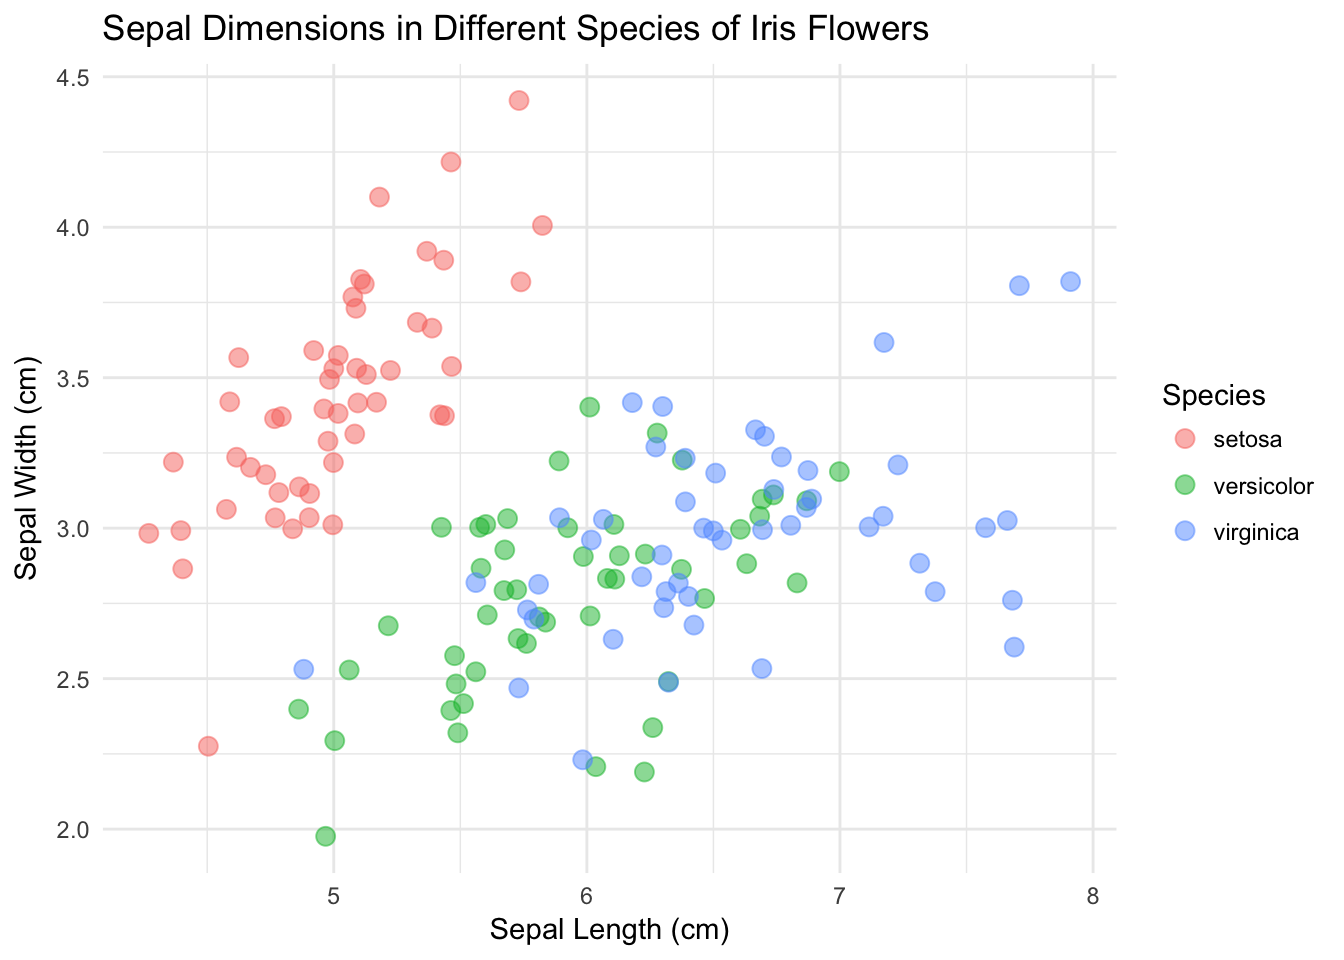 Sepal Dimensions in Different Species of Iris Flowers
4.5
4.0
3.5
3.0
2.5
2.0
Sepal Width (cm)
5 6 7 8
Sepal Length (cm)
Species
setosa
versicolor
virginica